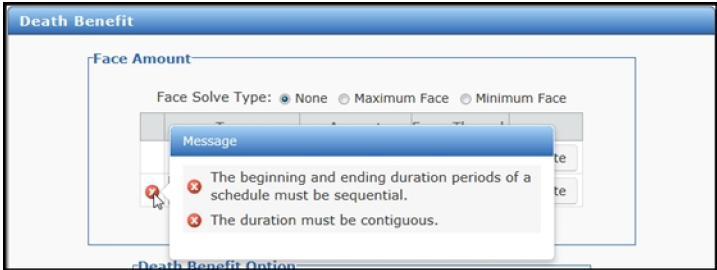 Death Benefit
Face Amount
Face Solve Type: None Maximum Face Minimum Face
Message
The beginning and ending duration periods of a
schedule must be sequential.
The duration must be contiguous.
Death Benefit Option